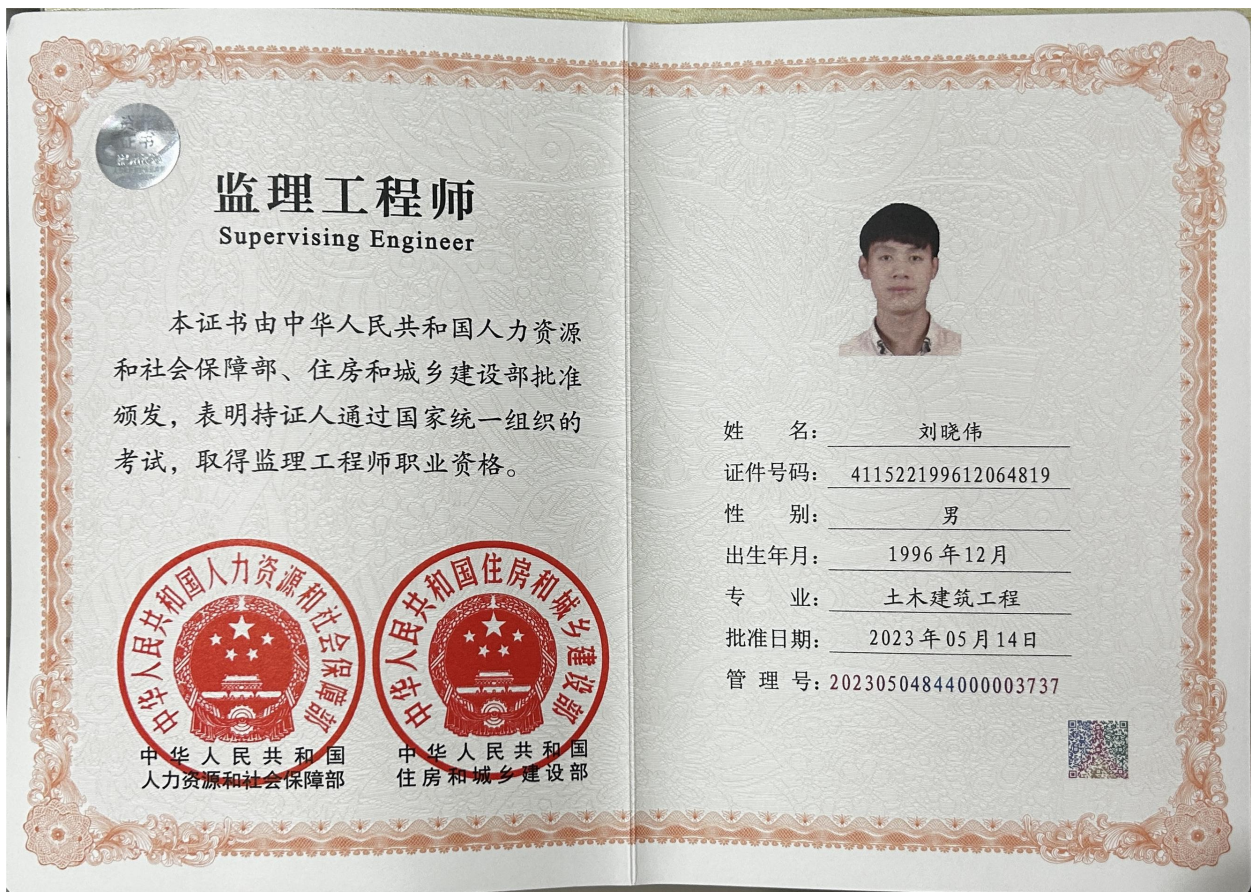 监理工程师
Supervising Engineer
本证书由中华人民共和国人力资源
和社会保障部、住房和城乡建设部批准
颁发，表明持证人通过国家统一组织的
考试，取得监理工程师职业资格。
中华人民共和国人力资源和社会保障部
中华人民共和国
人力资源和社会保障部
中华人民共和国住房和城乡建设部
中华人民共和国
住房和城乡建设部
姓 名：刘晓伟
证件号码：411522199612064819
性 别：男
出生年月：1996年12月
专 业：土木建筑工程
批准日期：2023年05月14日
管 理 号：20230504844000003737